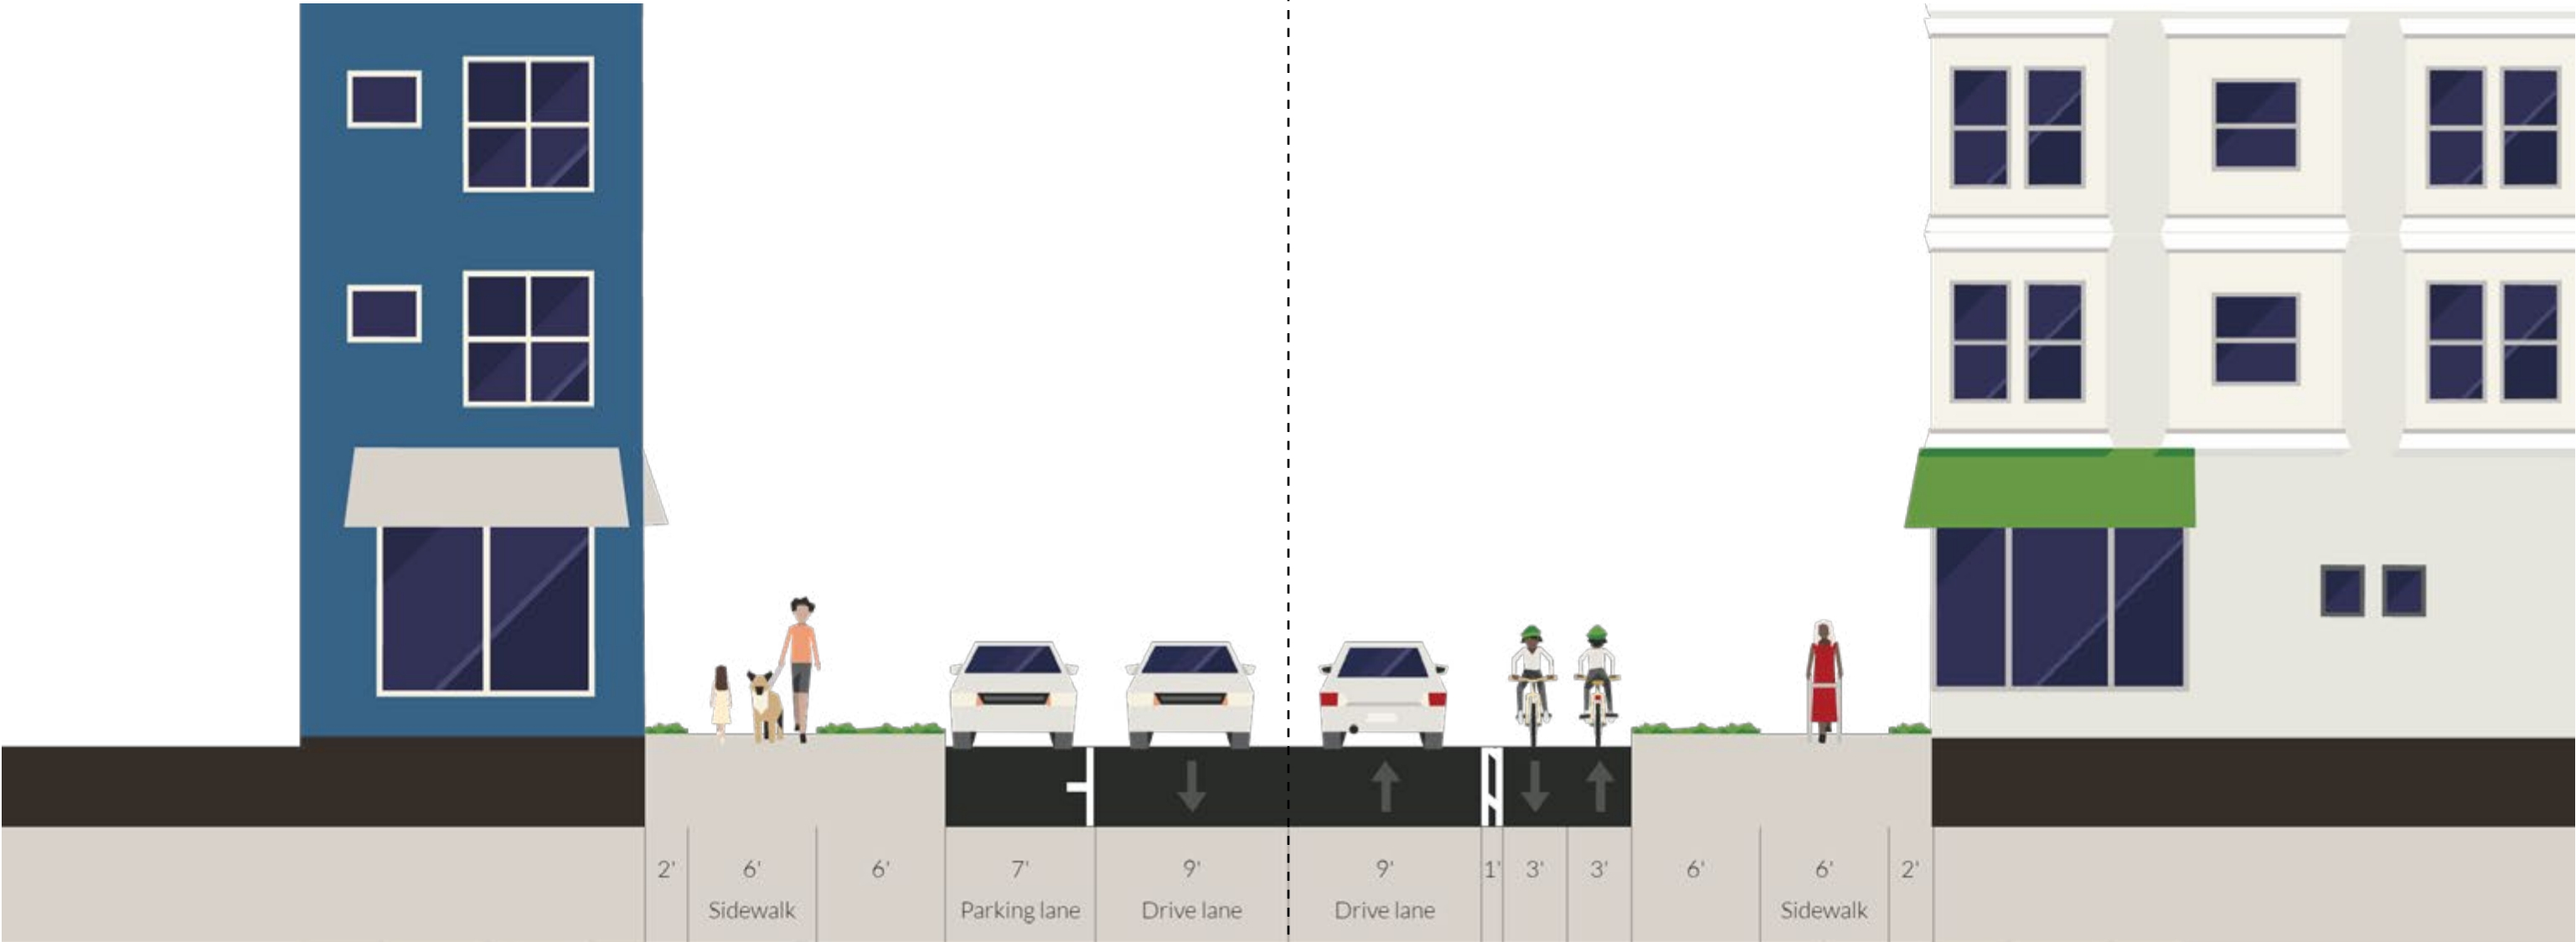 2' 6' 6' 7' 9' 9' 1' 3' 3' 6' 6' 2'
Sidewalk Parking lane Drive lane Drive lane Sidewalk